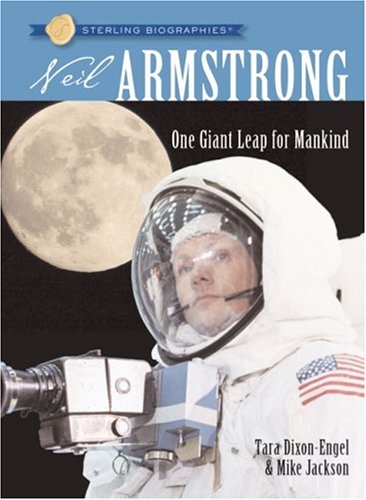 STERLING BIOGRAPHIES®
Neil ARMSTRONG
One Giant Leap for Mankind
Tara Dixon-Engel
& Mike Jackson